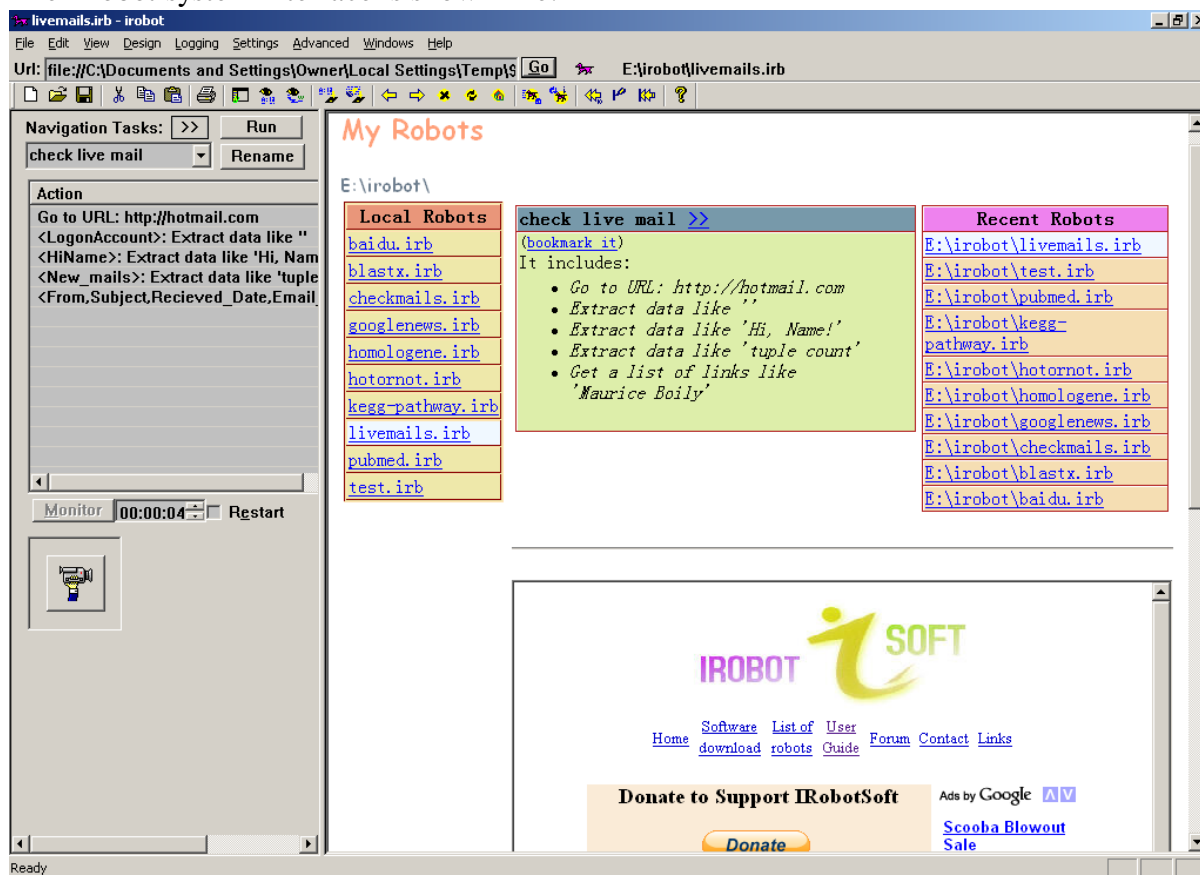 livemails.irb - irobot
File Edit View Design Logging Settings Advanced Windows Help
Url: file://C:\Documents and Settings\Owner\Local Settings\Temp\S Go E:\irobot\livemails.irb
Navigation Tasks: >> Run
check live mail Rename
Action
Go to URL: http://hotmail.com
<LogonAccount>: Extract data like ''
<HiName>: Extract data like 'Hi, Nam
<New_mails>: Extract data like 'tuple
<From,Subject,Recieved_Date,Email_
Monitor 00:00:04 Restart
My Robots
E:\irobot\
Local Robots
baidu.irb
blastx.irb
checkmails.irb
googlenews.irb
homologene.irb
hotornot.irb
kegg-pathway.irb
livemails.irb
pubmed.irb
test.irb
check live mail >>
(bookmark it)
It includes:
• Go to URL: http://hotmail.com
• Extract data like ''
• Extract data like 'Hi, Name!'
• Extract data like 'tuple count'
• Get a list of links like
'Maurice Boily'
Recent Robots
E:\irobot\livemails.irb
E:\irobot\test.irb
E:\irobot\pubmed.irb
E:\irobot\kegg-
pathway.irb
E:\irobot\hotornot.irb
E:\irobot\homologene.irb
E:\irobot\googlenews.irb
E:\irobot\checkmails.irb
E:\irobot\blastx.irb
E:\irobot\baidu.irb
IROBOT i SOFT
Home Software download List of robots User Guide Forum Contact Links
Donate to Support IRobotSoft
Donate
Ads by Google
Scooba Blowout
Sale
Ready